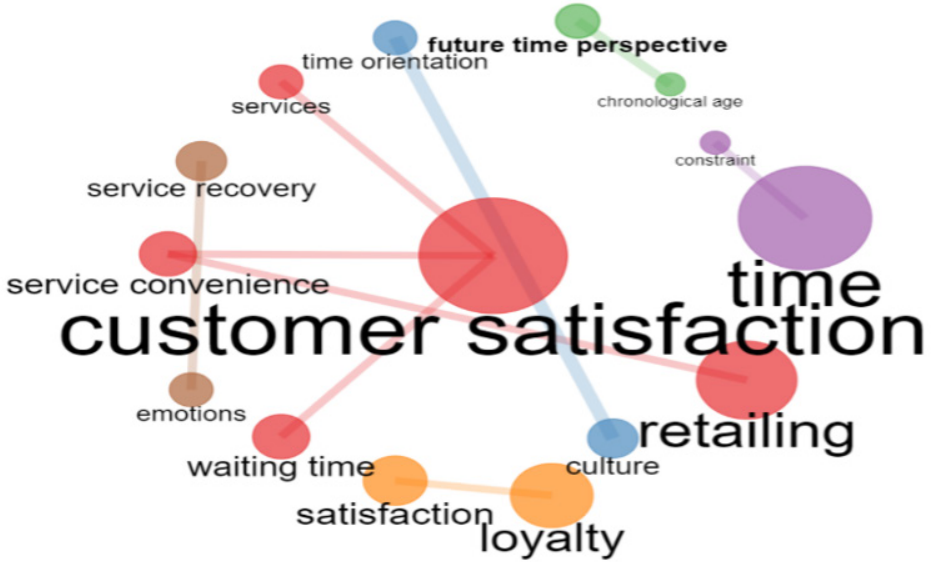 future time perspective
time orientation
chronological age
services
constraint
service recovery
time
service convenience
customer satisfaction
emotions
retailing
waiting time
culture
satisfaction
loyalty